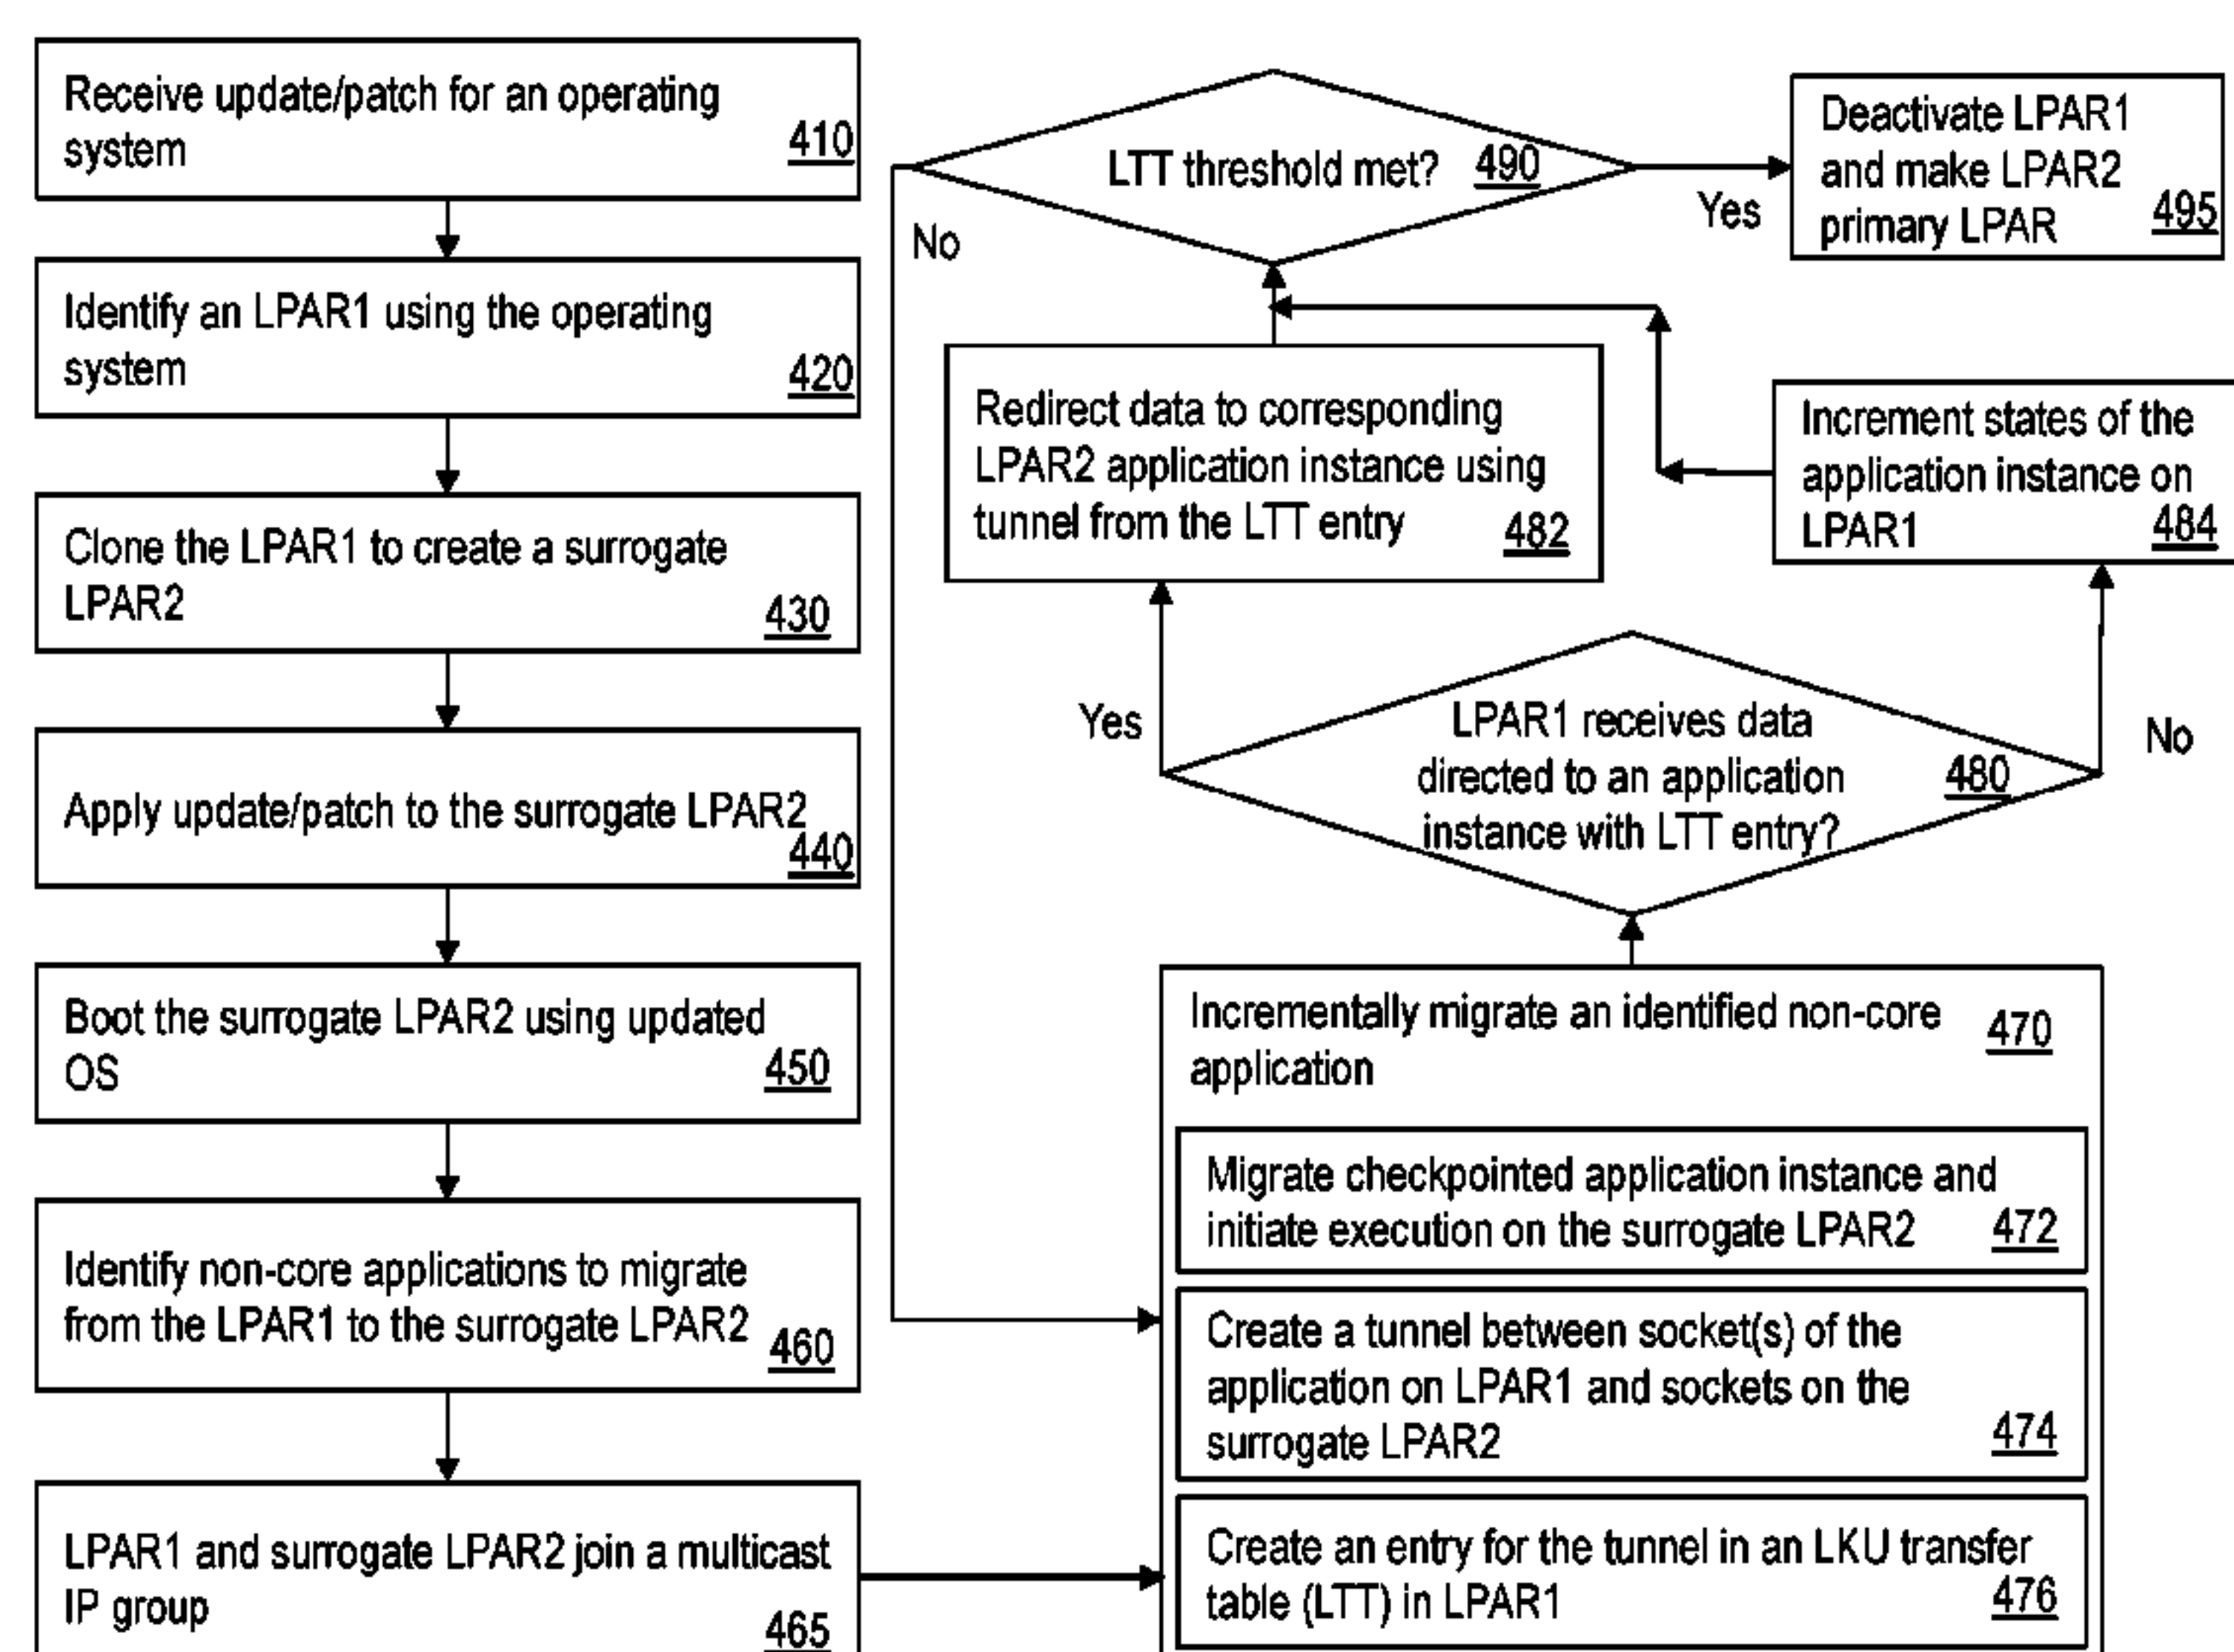 Receive update/patch for an operating
system
410
Identify an LPAR1 using the operating
system
420
Clone the LPAR1 to create a surrogate
LPAR2
430
Apply update/patch to the surrogate LPAR2
440
Boot the surrogate LPAR2 using updated
OS
450
Identify non-core applications to migrate
from the LPAR1 to the surrogate LPAR2
460
LPAR1 and surrogate LPAR2 join a multicast
IP group
465
Incrementally migrate an identified non-core
application
470
Migrate checkpointed application instance and
initiate execution on the surrogate LPAR2
472
Create a tunnel between socket(s) of the
application on LPAR1 and sockets on the
surrogate LPAR2
474
Create an entry for the tunnel in an LKU transfer
table (LTT) in LPAR1
476
LPAR1 receives data
directed to an application
instance with LTT entry?
480
Yes
No
Redirect data to corresponding
LPAR2 application instance using
tunnel from the LTT entry
482
Increment states of the
application instance on
LPAR1
484
LTT threshold met?
490
No
Yes
Deactivate LPAR1
and make LPAR2
primary LPAR
495